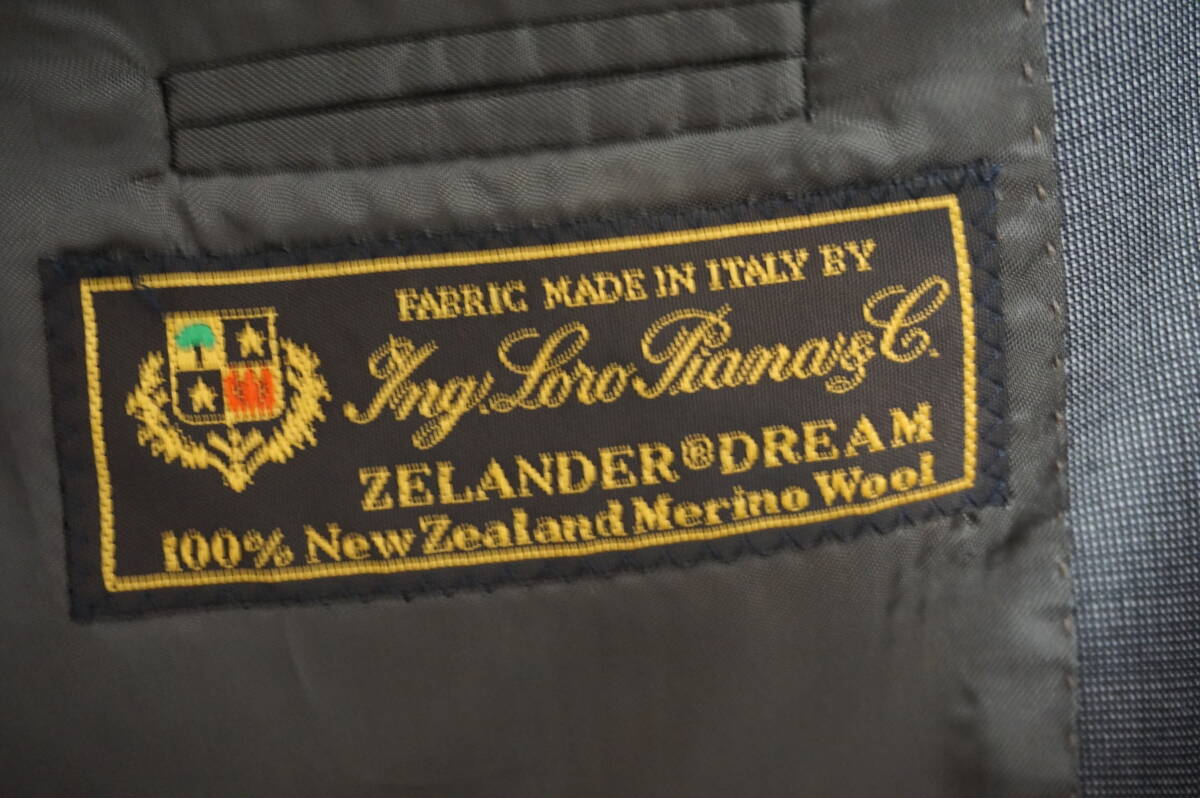 FABRIC MADE IN ITALY BY
Ing. Loro Piana & C.
ZELANDER®DREAM
100% New Zealand Merino Wool